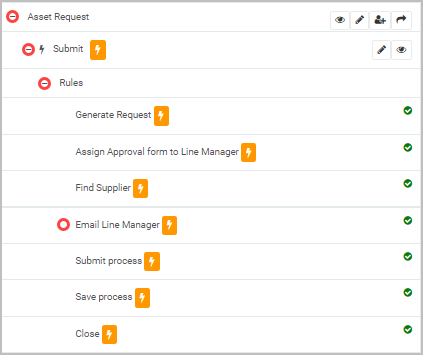 Asset Request
Submit
Rules
Generate Request
Assign Approval form to Line Manager
Find Supplier
Email Line Manager
Submit process
Save process
Close